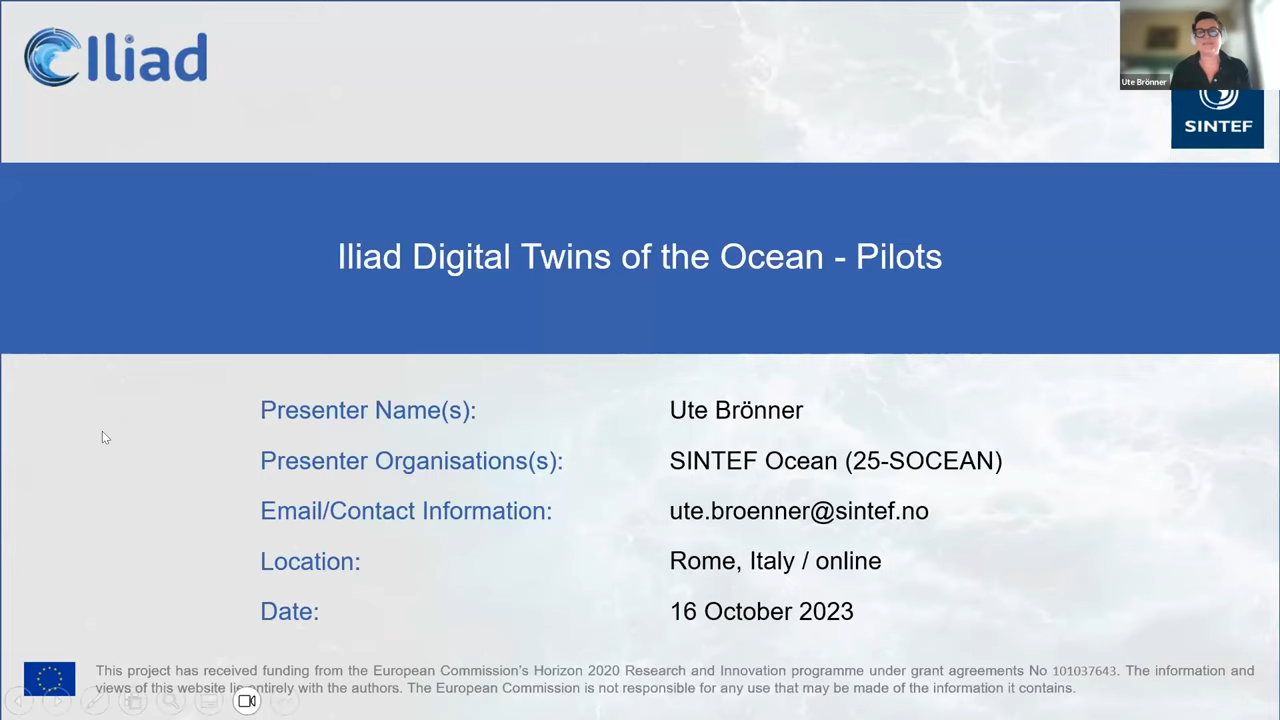 Iliad
Ute Brönner
SINTEF
Iliad Digital Twins of the Ocean - Pilots
Presenter Name(s): Ute Brönner
Presenter Organisations(s): SINTEF Ocean (25-SOCEAN)
Email/Contact Information: ute.broenner@sintef.no
Location: Rome, Italy / online
Date: 16 October 2023
This project has received funding from the European Commission's Horizon 2020 Research and Innovation programme under grant agreements No 101037643. The information and
views of this website lie entirely with the authors. The European Commission is not responsible for any use that may be made of the information it contains.